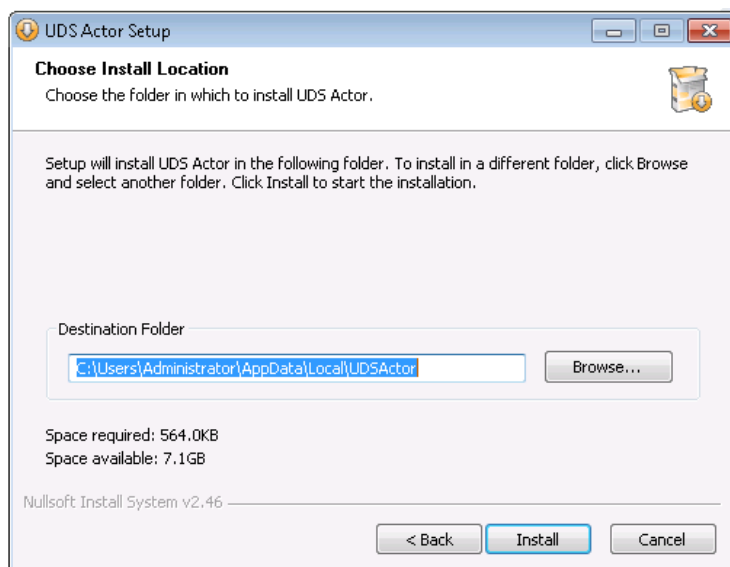 UDS Actor Setup
Choose Install Location
Choose the folder in which to install UDS Actor.
Setup will install UDS Actor in the following folder. To install in a different folder, click Browse
and select another folder. Click Install to start the installation.
Destination Folder
C:\Users\Administrator\AppData\Local\UDSActor
Browse...
Space required: 564.0KB
Space available: 7.1GB
Nullsoft Install System v2.46
< Back
Install
Cancel